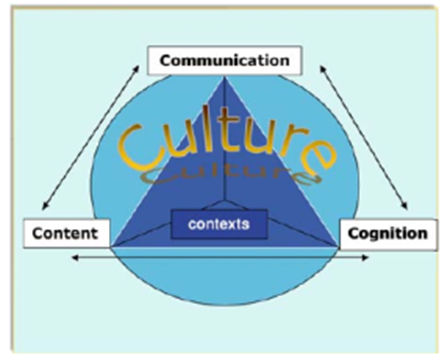 Communication
Culture
contexts
Content
Cognition